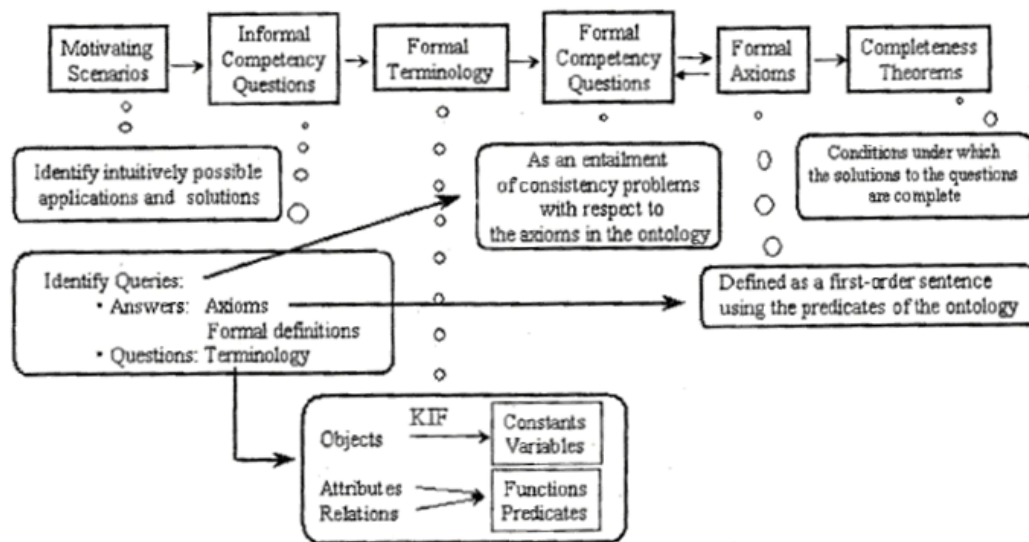 Motivating
Scenarios
Informal
Competency
Questions
Formal
Terminology
Formal
Competency
Questions
Formal
Axioms
Completeness
Theorems
Identify intuitively possible
applications and solutions
As an entailment
of consistency problems
with respect to
the axioms in the ontology
Conditions under which
the solutions to the questions
are complete
Identify Queries:
• Answers: Axioms
Formal definitions
• Questions: Terminology
Defined as a first-order sentence
using the predicates of the ontology
KIF
Objects
Constants
Variables
Attributes
Relations
Functions
Predicates